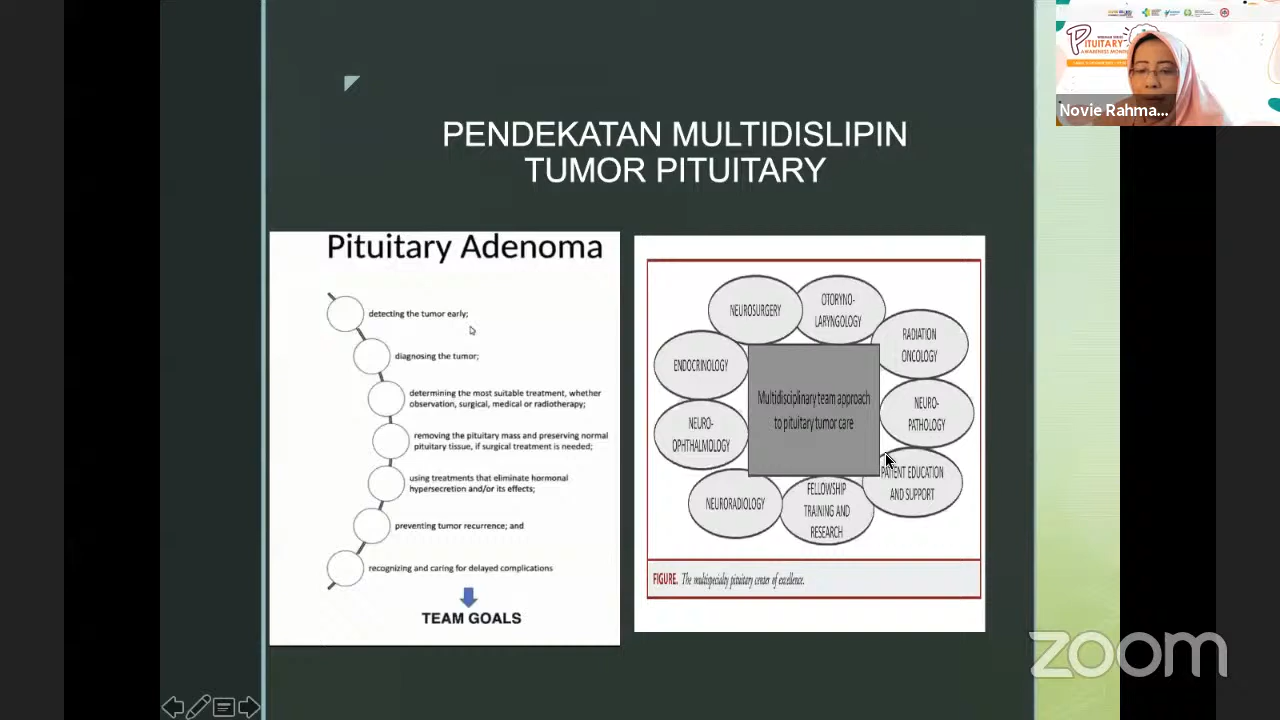 PENDEKATAN MULTIDISLIPIN
TUMOR PITUITARY
Pituitary Adenoma
detecting the tumor early;
diagnosing the tumor;
determining the most suitable treatment, whether
observation, surgical, medical or radiotherapy;
removing the pituitary mass and preserving normal
pituitary tissue, if surgical treatment is needed;
using treatments that eliminate hormonal
hypersecretion and/or its effects;
preventing tumor recurrence; and
recognizing and caring for delayed complications
TEAM GOALS
NEUROSURGERY
OTORYNO-
LARYNGOLOGY
RADIATION
ONCOLOGY
ENDOCRINOLOGY
NEURO-
PATHOLOGY
Multidisciplinary team approach
to pituitary tumor care
NEURO-
OPHTHALMOLOGY
PATIENT EDUCATION
AND SUPPORT
NEURORADIOLOGY
FELLOWSHIP
TRAINING AND
RESEARCH
FIGURE. The multispecialty pituitary center of excellence.
PITUITARY
Novie Rahma...
zoom